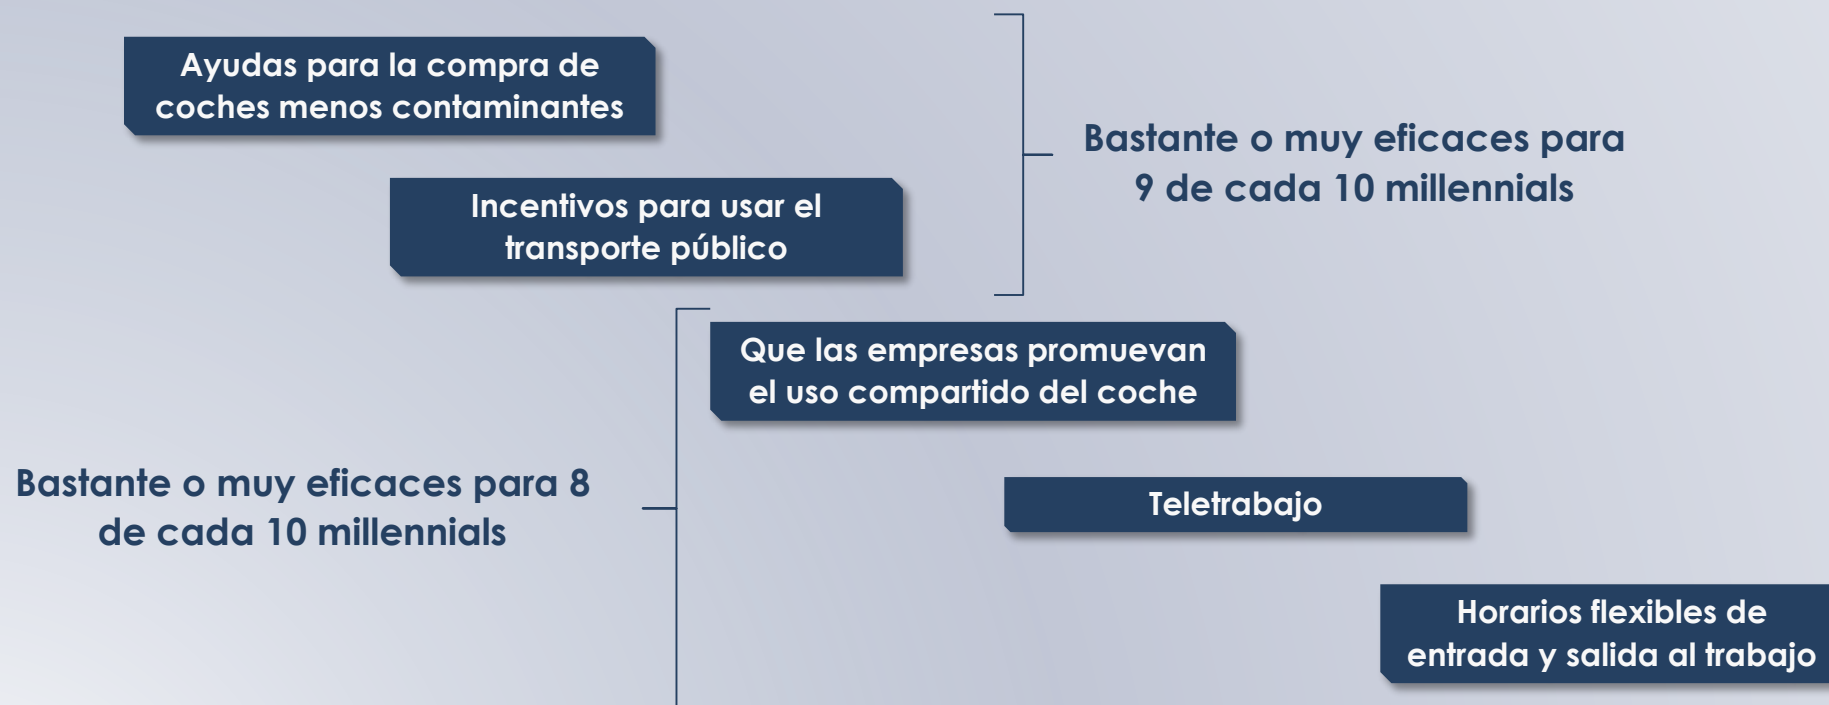 Ayudas para la compra de
coches menos contaminantes
Bastante o muy eficaces para
9 de cada 10 millennials
Incentivos para usar el
transporte público
Que las empresas promuevan
el uso compartido del coche
Bastante o muy eficaces para 8
de cada 10 millennials
Teletrabajo
Horarios flexibles de
entrada y salida al trabajo